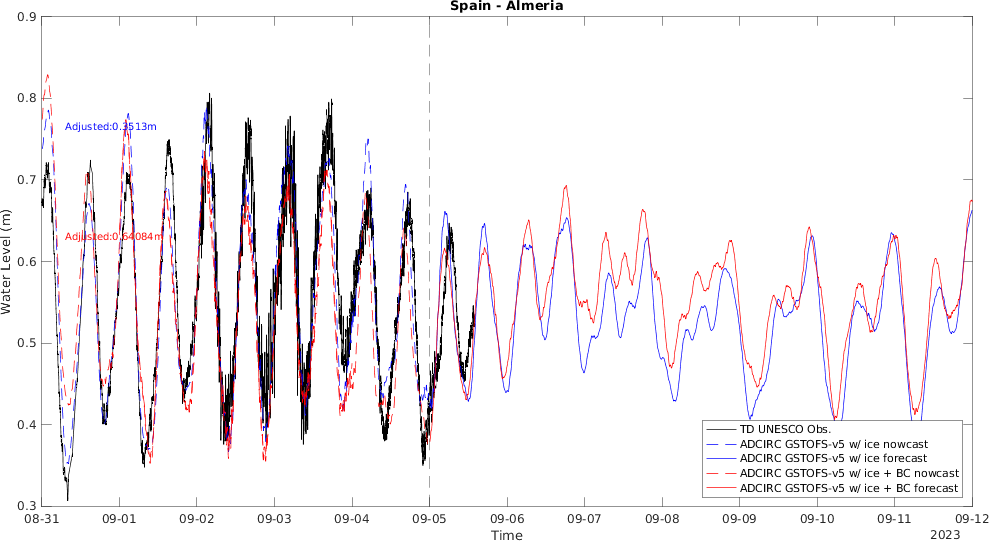 Spain - Almeria
0.9
0.8
0.7
0.6
0.5
0.4
0.3
Water Level (m)
Adjusted:0.3513m
Adjusted:0.64084m
TD UNESCO Obs.
ADCIRC GSTOFS-v5 w/ ice nowcast
ADCIRC GSTOFS-v5 w/ ice forecast
ADCIRC GSTOFS-v5 w/ ice + BC nowcast
ADCIRC GSTOFS-v5 w/ ice + BC forecast
08-31 09-01 09-02 09-03 09-04 09-05 09-06 09-07 09-08 09-09 09-10 09-11 09-12
Time
2023